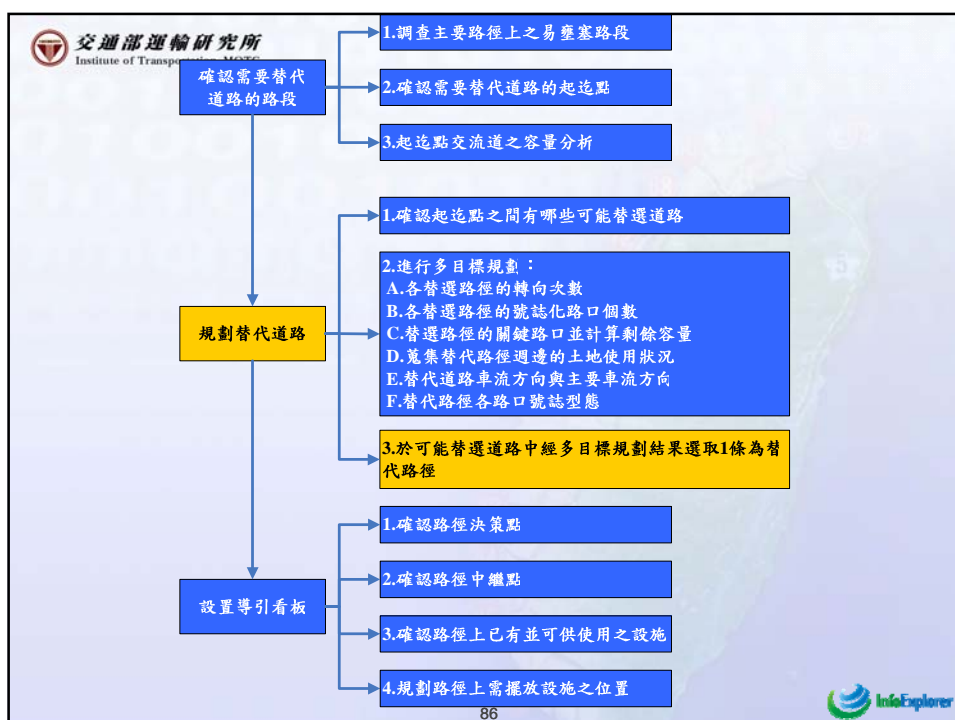 交通部運輸研究所
Institute of Transportation, MOTC
確認需要替代
道路的路段
1.調查主要路徑上之易壅塞路段
2.確認需要替代道路的起迄點
3.起迄點交流道之容量分析
規劃替代道路
1.確認起迄點之間有哪些可能替選道路
2.進行多目標規劃：
A.各替選路徑的轉向次數
B.各替選路徑的號誌化路口個數
C.替選路徑的關鍵路口並計算剩餘容量
D.蒐集替代路徑週邊的土地使用狀況
E.替代道路車流方向與主要車流方向
F.替代路徑各路口號誌型態
3.於可能替選道路中經多目標規劃結果選取1條為替
代路徑
設置導引看板
1.確認路徑決策點
2.確認路徑中繼點
3.確認路徑上已有並可供使用之設施
4.規劃路徑上需擺放設施之位置
86
InfoExplorer